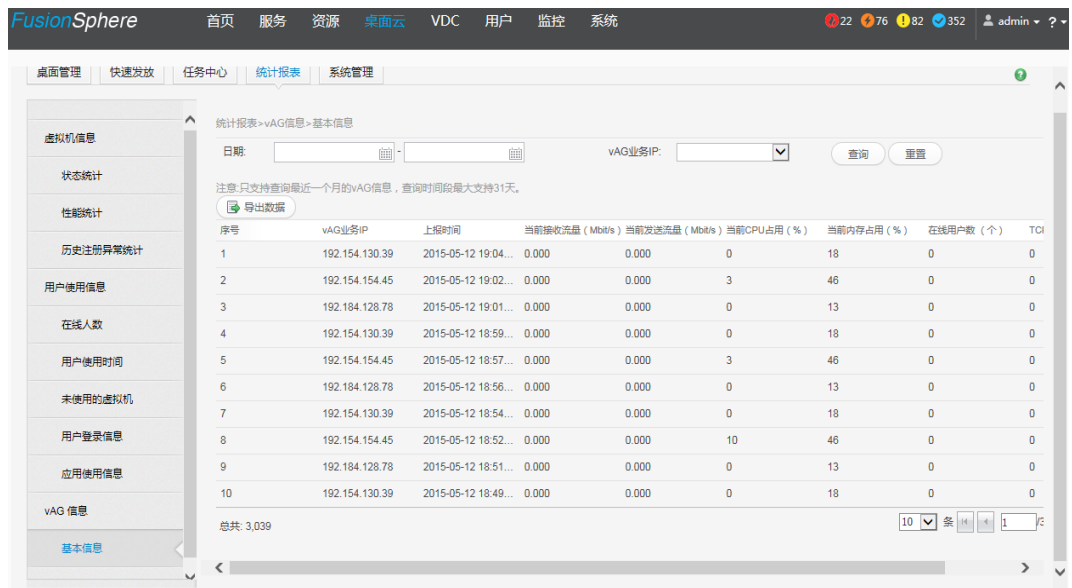 FusionSphere 首页 服务 资源 桌面云 VDC 用户 监控 系统 22 76 82 352 admin ?
桌面管理 快速发放 任务中心 统计报表 系统管理 ?
虚拟机信息
状态统计
性能统计
历史注册异常统计
用户使用信息
在线人数
用户使用时间
未使用的虚拟机
用户登录信息
应用使用信息
vAG 信息
基本信息
统计报表>vAG信息>基本信息
日期: - vAG业务IP: 查询 重置
注意:只支持查询最近一个月的vAG信息，查询时间段最大支持31天。
导出数据
序号 vAG业务IP 上报时间 当前接收流量（Mbit/s） 当前发送流量（Mbit/s） 当前CPU占用（%） 当前内存占用（%） 在线用户数（个）
1 192.154.130.39 2015-05-12 19:04... 0.000 0.000 0 18 0 0
2 192.154.154.45 2015-05-12 19:02... 0.000 0.000 3 46 0 0
3 192.184.128.78 2015-05-12 19:01... 0.000 0.000 0 13 0 0
4 192.154.130.39 2015-05-12 18:59... 0.000 0.000 0 18 0 0
5 192.154.154.45 2015-05-12 18:57... 0.000 0.000 3 46 0 0
6 192.184.128.78 2015-05-12 18:56... 0.000 0.000 0 13 0 0
7 192.154.130.39 2015-05-12 18:54... 0.000 0.000 0 18 0 0
8 192.154.154.45 2015-05-12 18:52... 0.000 0.000 10 46 0 0
9 192.184.128.78 2015-05-12 18:51... 0.000 0.000 0 13 0 0
10 192.154.130.39 2015-05-12 18:49... 0.000 0.000 0 18 0 0
总共: 3,039 10 条 1